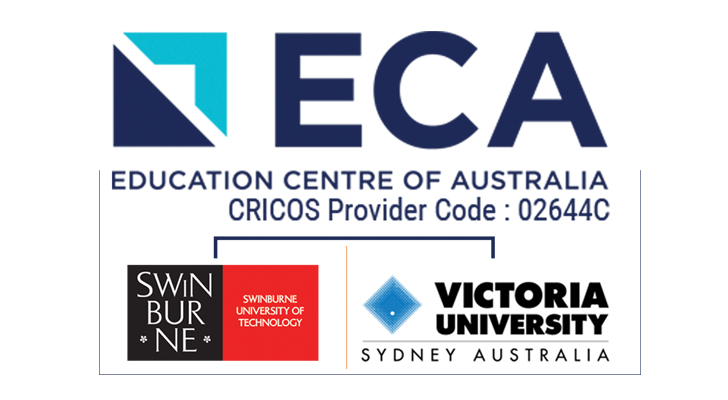 ECA
EDUCATION CENTRE OF AUSTRALIA
CRICOS Provider Code : 02644C
SWiN
BUR
NE
SWINBURNE
UNIVERSITY OF
TECHNOLOGY
VICTORIA
UNIVERSITY
SYDNEY AUSTRALIA